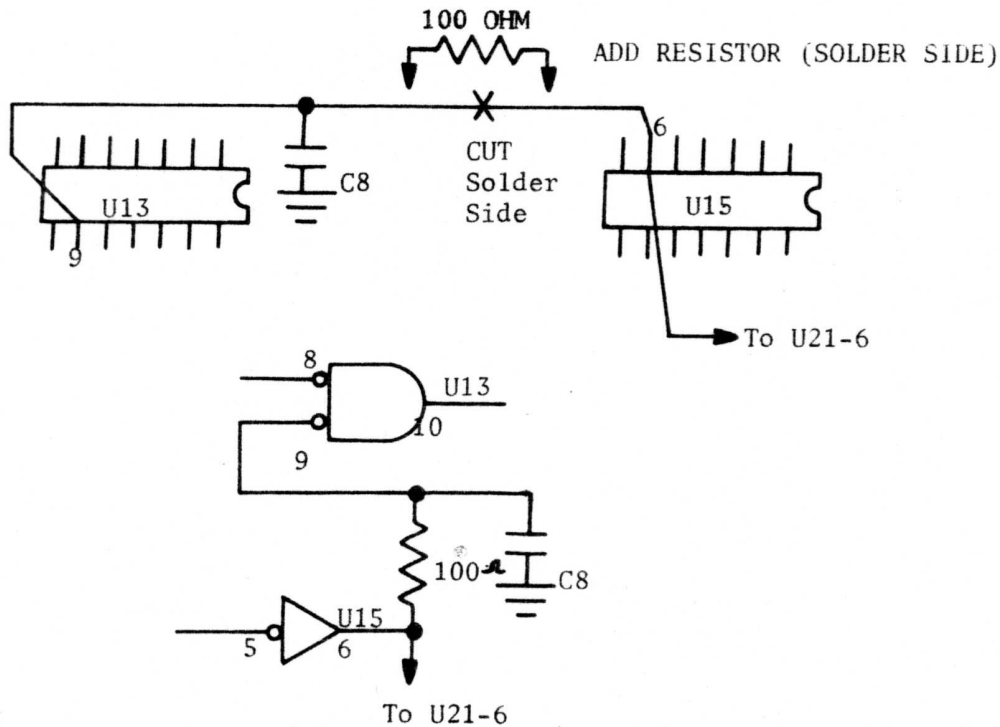 100 OHM
ADD RESISTOR (SOLDER SIDE)
6
CUT
Solder
Side
C8
U13
U15
9
To U21-6
8
U13
10
9
100Ω
C8
U15
5
6
To U21-6